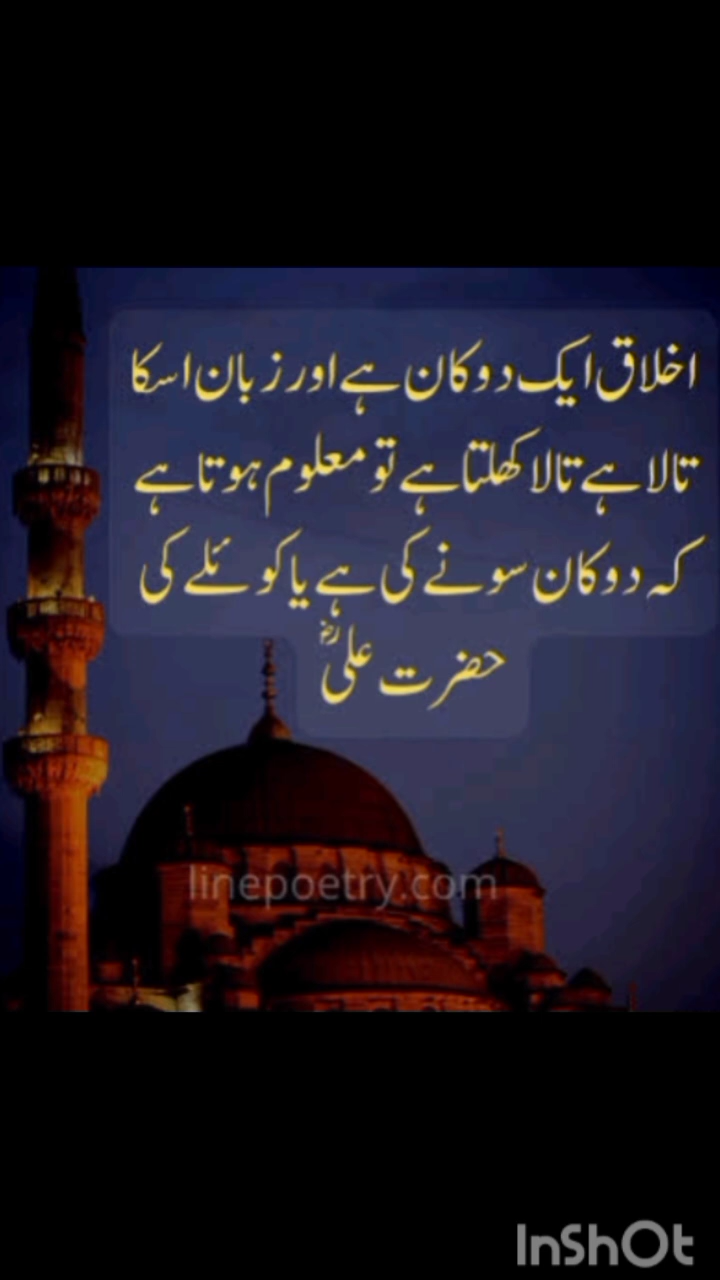 اخلاق ایک دوکان ہے اور زبان اسکا
تالا ہے تالا کھلتا ہے تو معلوم ہوتا ہے
کہ دوکان سونے کی ہے یا کوئلے کی
حضرت علیؓ
linepoetry.com
InShOt